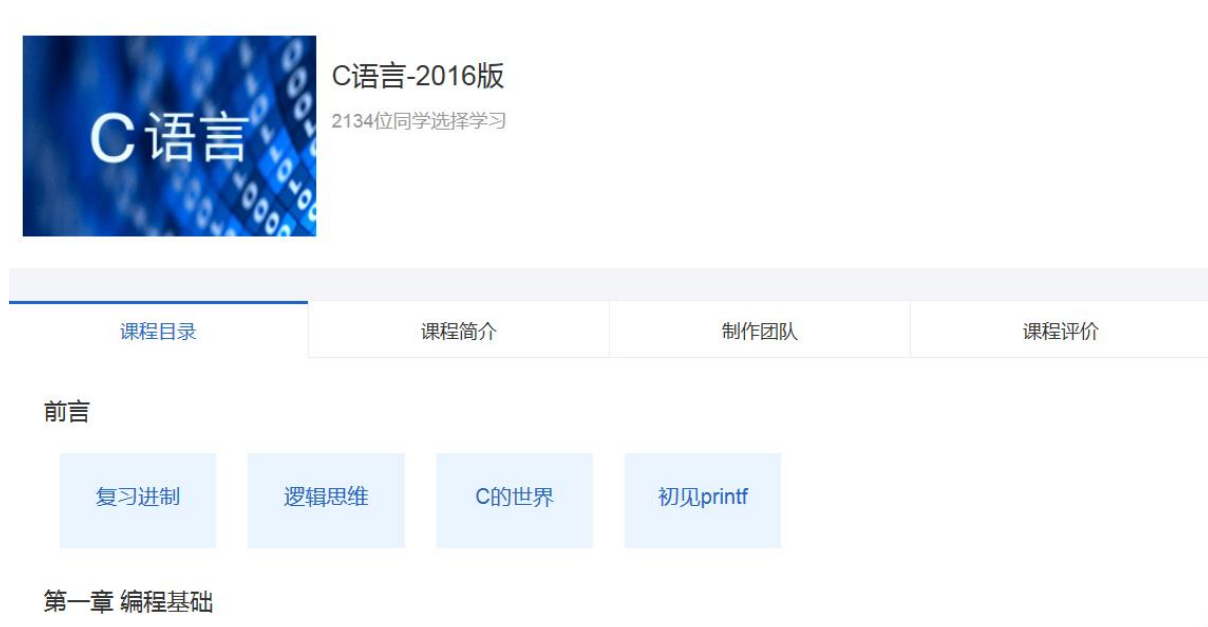 C语言
C语言-2016版
2134位同学选择学习
课程目录 课程简介 制作团队 课程评价
前言
复习进制 逻辑思维 C的世界 初见printf
第一章 编程基础